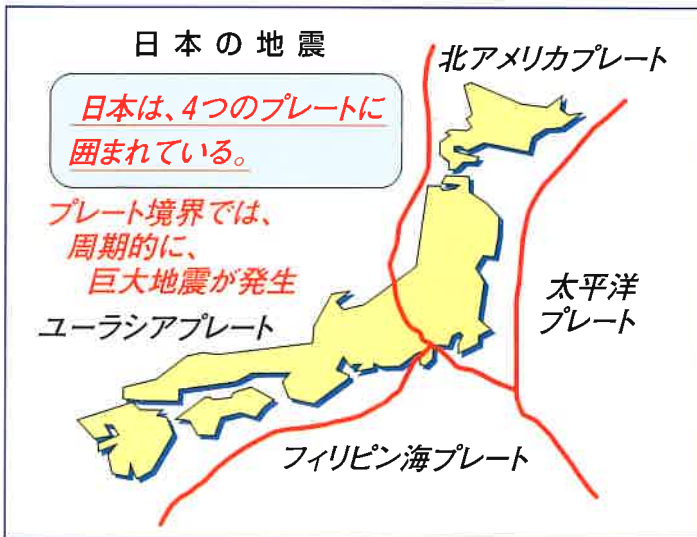 日本の地震
日本は、4つのプレートに
囲まれている。
プレート境界では、
周期的に、
巨大地震が発生
北アメリカプレート
ユーラシアプレート
太平洋
プレート
フィリピン海プレート